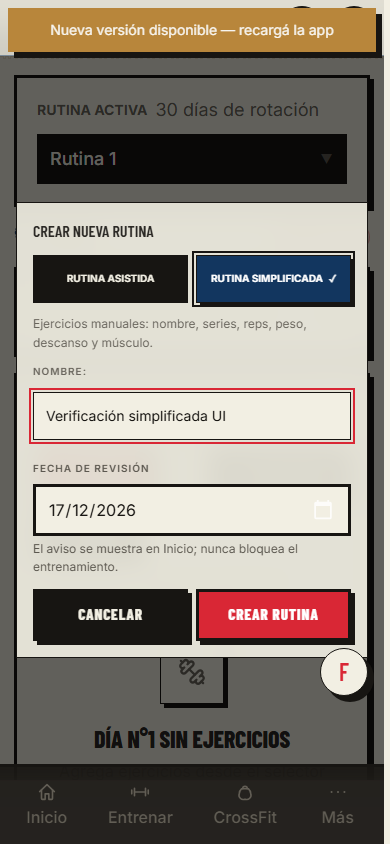 Nueva versión disponible — recargá la app
RUTINA ACTIVA 30 días de rotación
Rutina 1
CREAR NUEVA RUTINA
RUTINA ASISTIDA
RUTINA SIMPLIFICADA ✓
Ejercicios manuales: nombre, series, reps, peso,
descanso y músculo.
NOMBRE:
Verificación simplificada UI
FECHA DE REVISIÓN
17/12/2026
El aviso se muestra en Inicio; nunca bloquea el
entrenamiento.
CANCELAR
CREAR RUTINA
F
DÍA N°1 SIN EJERCICIOS
Inicio
Entrenar
CrossFit
Más